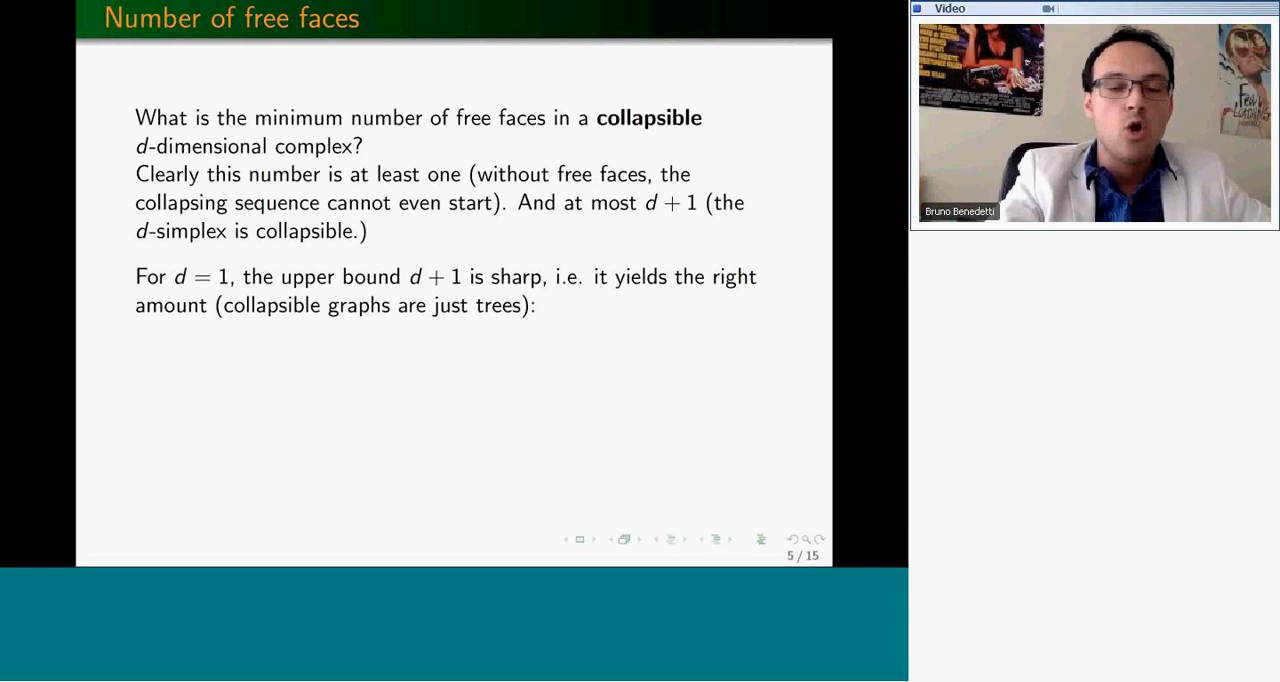 Number of free faces
What is the minimum number of free faces in a collapsible
d-dimensional complex?
Clearly this number is at least one (without free faces, the
collapsing sequence cannot even start). And at most d + 1 (the
d-simplex is collapsible.)
For d = 1, the upper bound d + 1 is sharp, i.e. it yields the right
amount (collapsible graphs are just trees):
5 / 15
Video
Bruno Benedetti